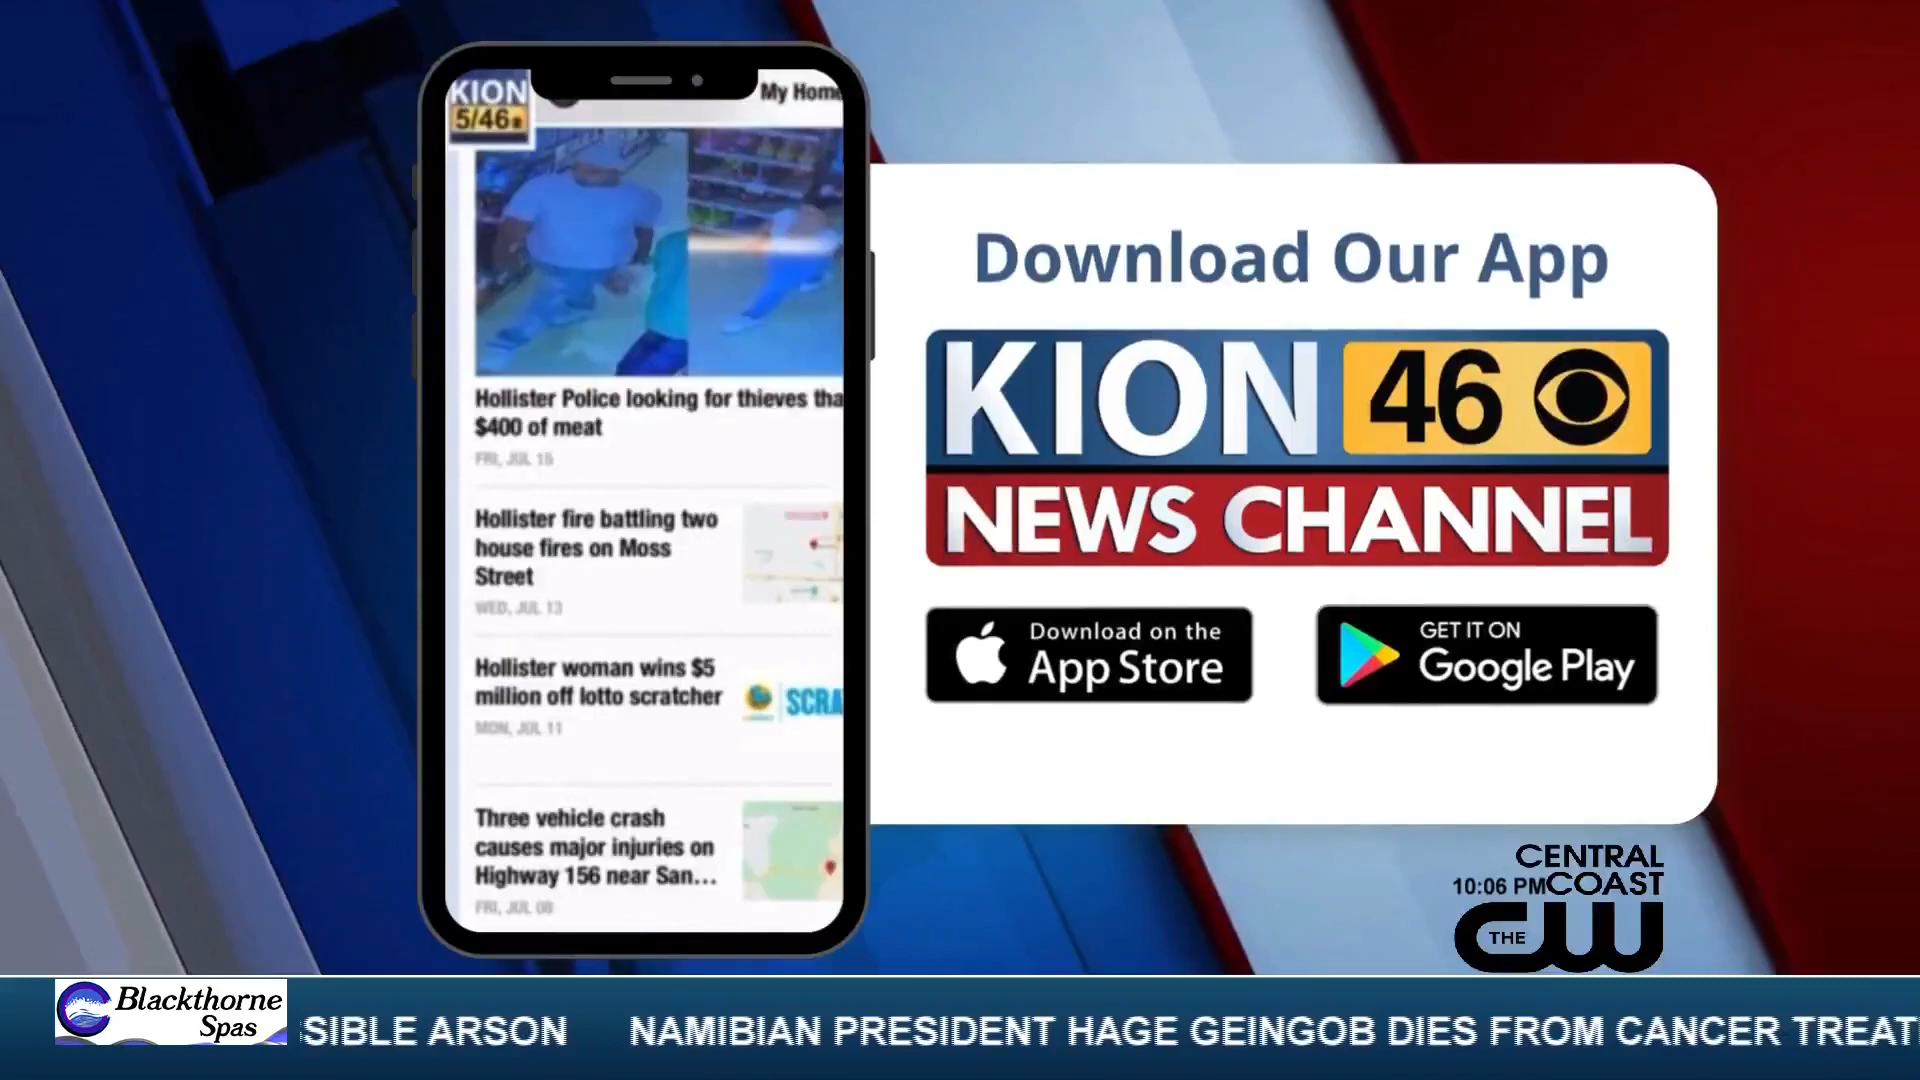 KION
5/46
My Home
Hollister Police looking for thieves tha
$400 of meat
FRI, JUL 15
Hollister fire battling two
house fires on Moss
Street
WED, JUL 13
Hollister woman wins $5
million off lotto scratcher
MON, JUL 11
SCRA
Three vehicle crash
causes major injuries on
Highway 156 near San...
FRI, JUL 08
Download Our App
KION 46
NEWS CHANNEL
Download on the
App Store
GET IT ON
Google Play
CENTRAL
10:06 PM COAST
THE CW
Blackthorne
Spas
SSIBLE ARSON NAMIBIAN PRESIDENT HAGE GEINGOB DIES FROM CANCER TREAT